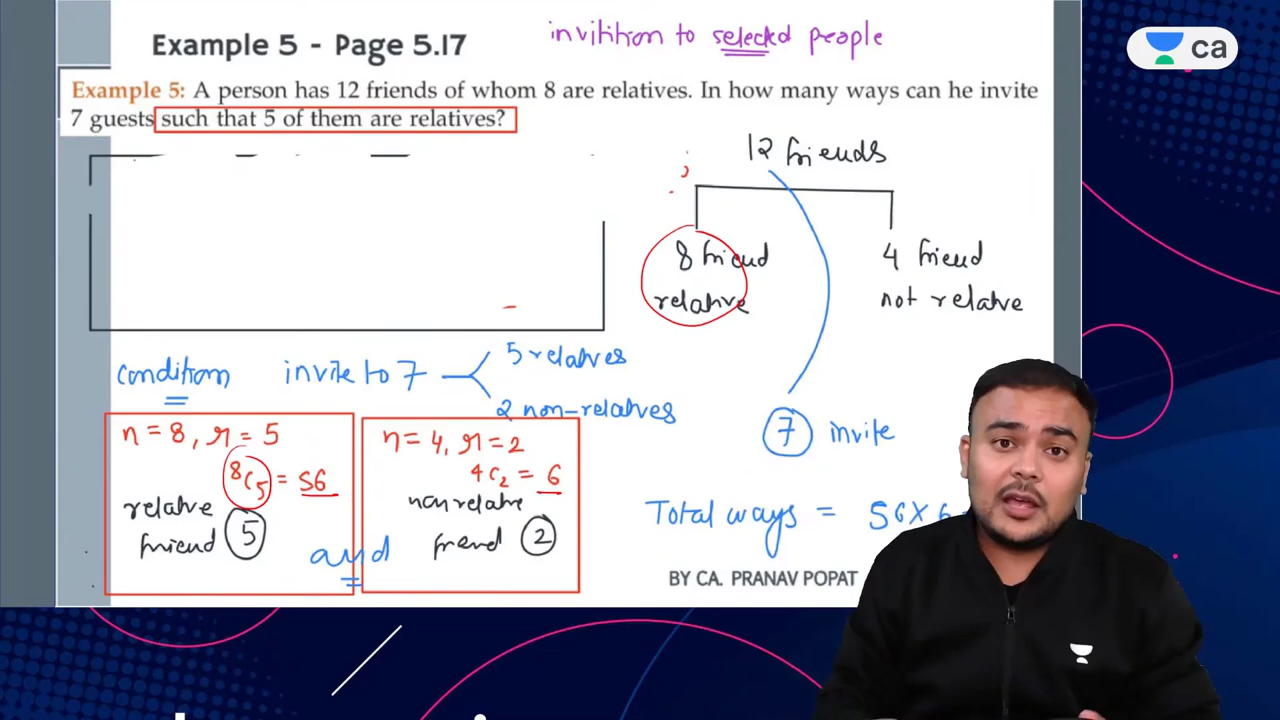 Example 5 - Page 5.17
invitition to selected people
ca
Example 5: A person has 12 friends of whom 8 are relatives. In how many ways can he invite
7 guests such that 5 of them are relatives?
12 friends
8 friend
relative
4 friend
not relative
condition invite to 7
5 relatives
2 non-relatives
7 invite
n = 8, r = 5
8C5 = 56
relative
friend 5
and
n = 4, r = 2
4C2 = 6
non relative
friend 2
Total ways = 56 × 6
BY CA. PRANAV POPAT